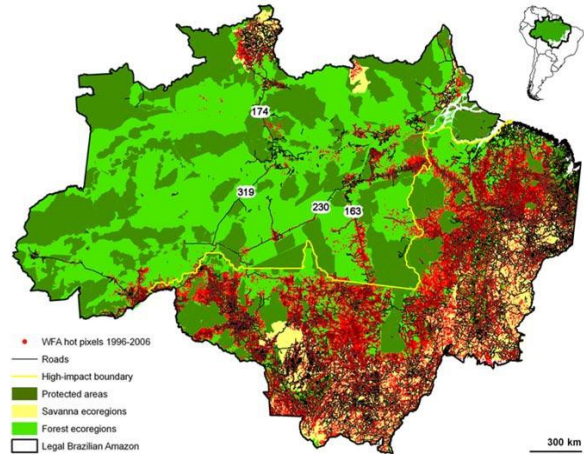 174
319
230
163
WFA hot pixels 1996-2006
Roads
High-impact boundary
Protected areas
Savanna ecoregions
Forest ecoregions
Legal Brazilian Amazon
300 km